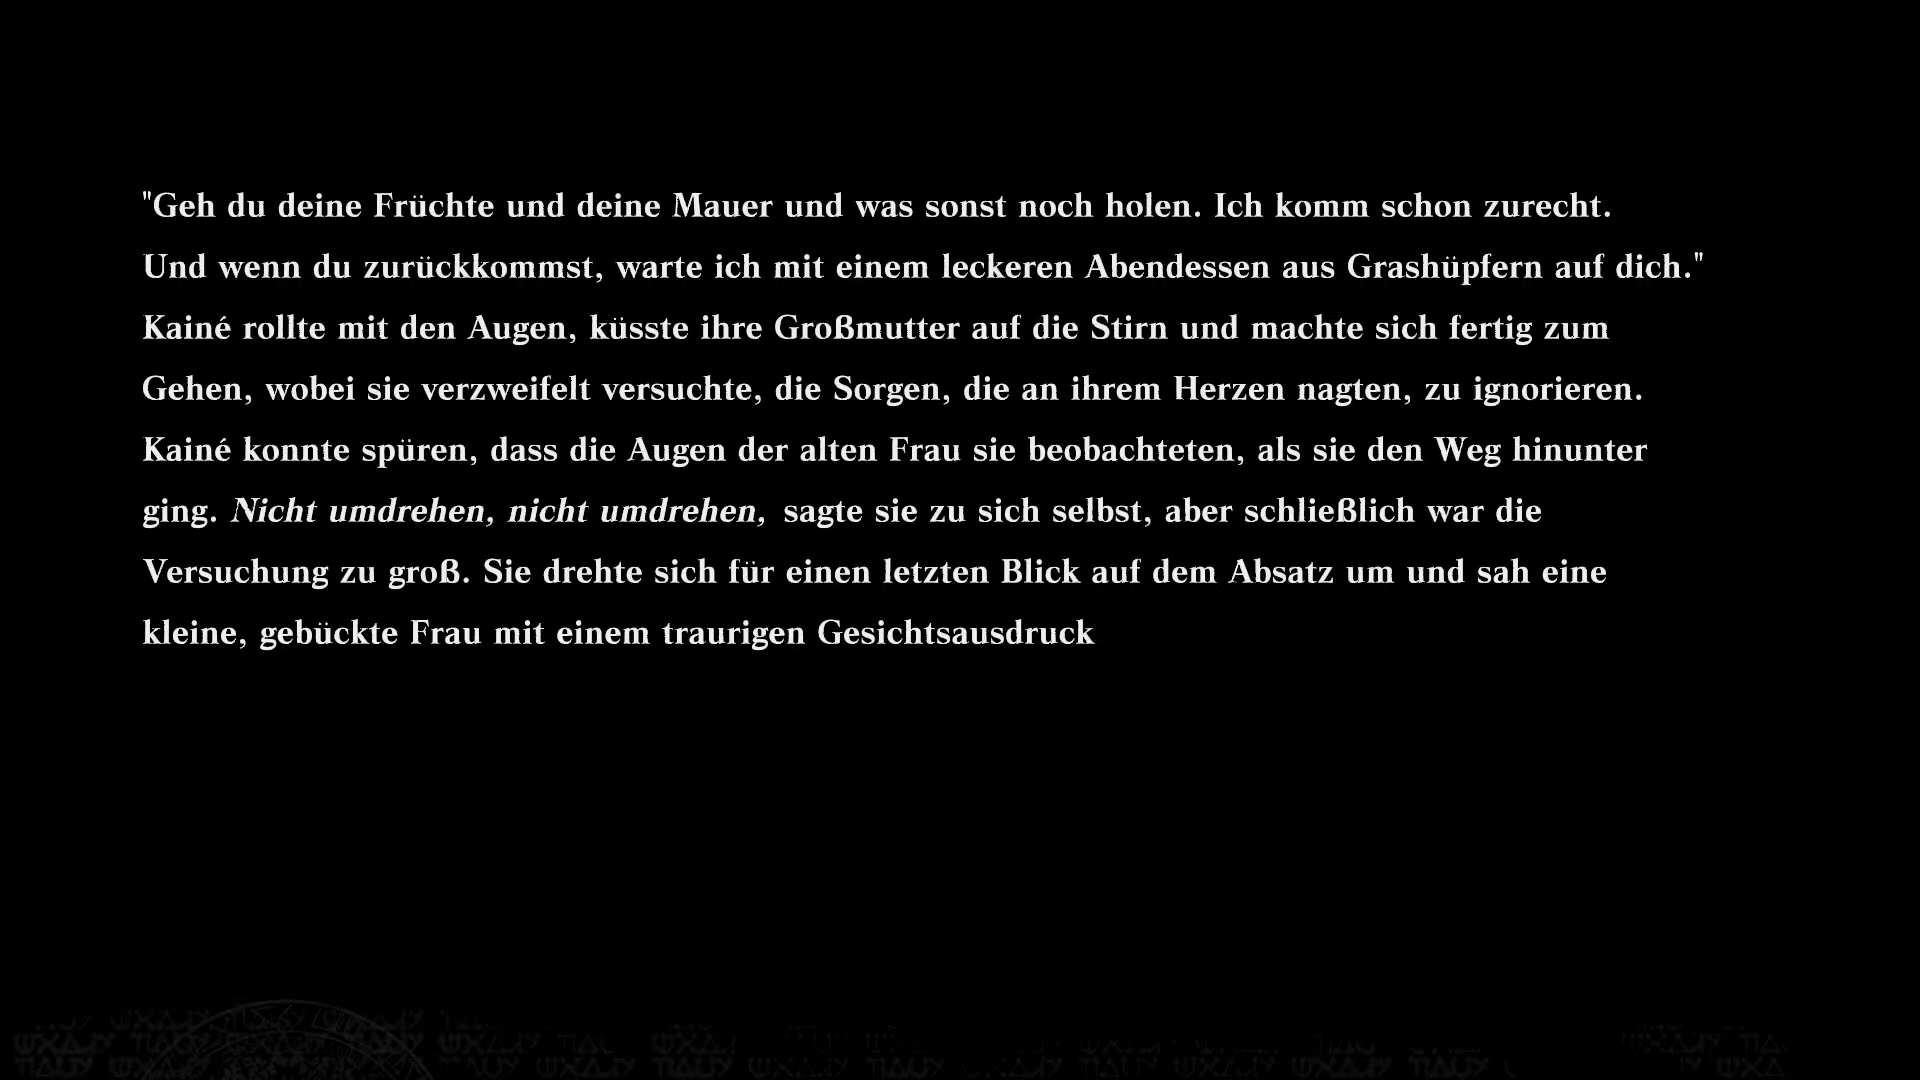 "Geh du deine Früchte und deine Mauer und was sonst noch holen. Ich komm schon zurecht.
Und wenn du zurückkommst, warte ich mit einem leckeren Abendessen aus Grashüpfern auf dich."
Kainé rollte mit den Augen, küsste ihre Großmutter auf die Stirn und machte sich fertig zum
Gehen, wobei sie verzweifelt versuchte, die Sorgen, die an ihrem Herzen nagten, zu ignorieren.
Kainé konnte spüren, dass die Augen der alten Frau sie beobachteten, als sie den Weg hinunter
ging. Nicht umdrehen, nicht umdrehen, sagte sie zu sich selbst, aber schließlich war die
Versuchung zu groß. Sie drehte sich für einen letzten Blick auf dem Absatz um und sah eine
kleine, gebückte Frau mit einem traurigen Gesichtsausdruck